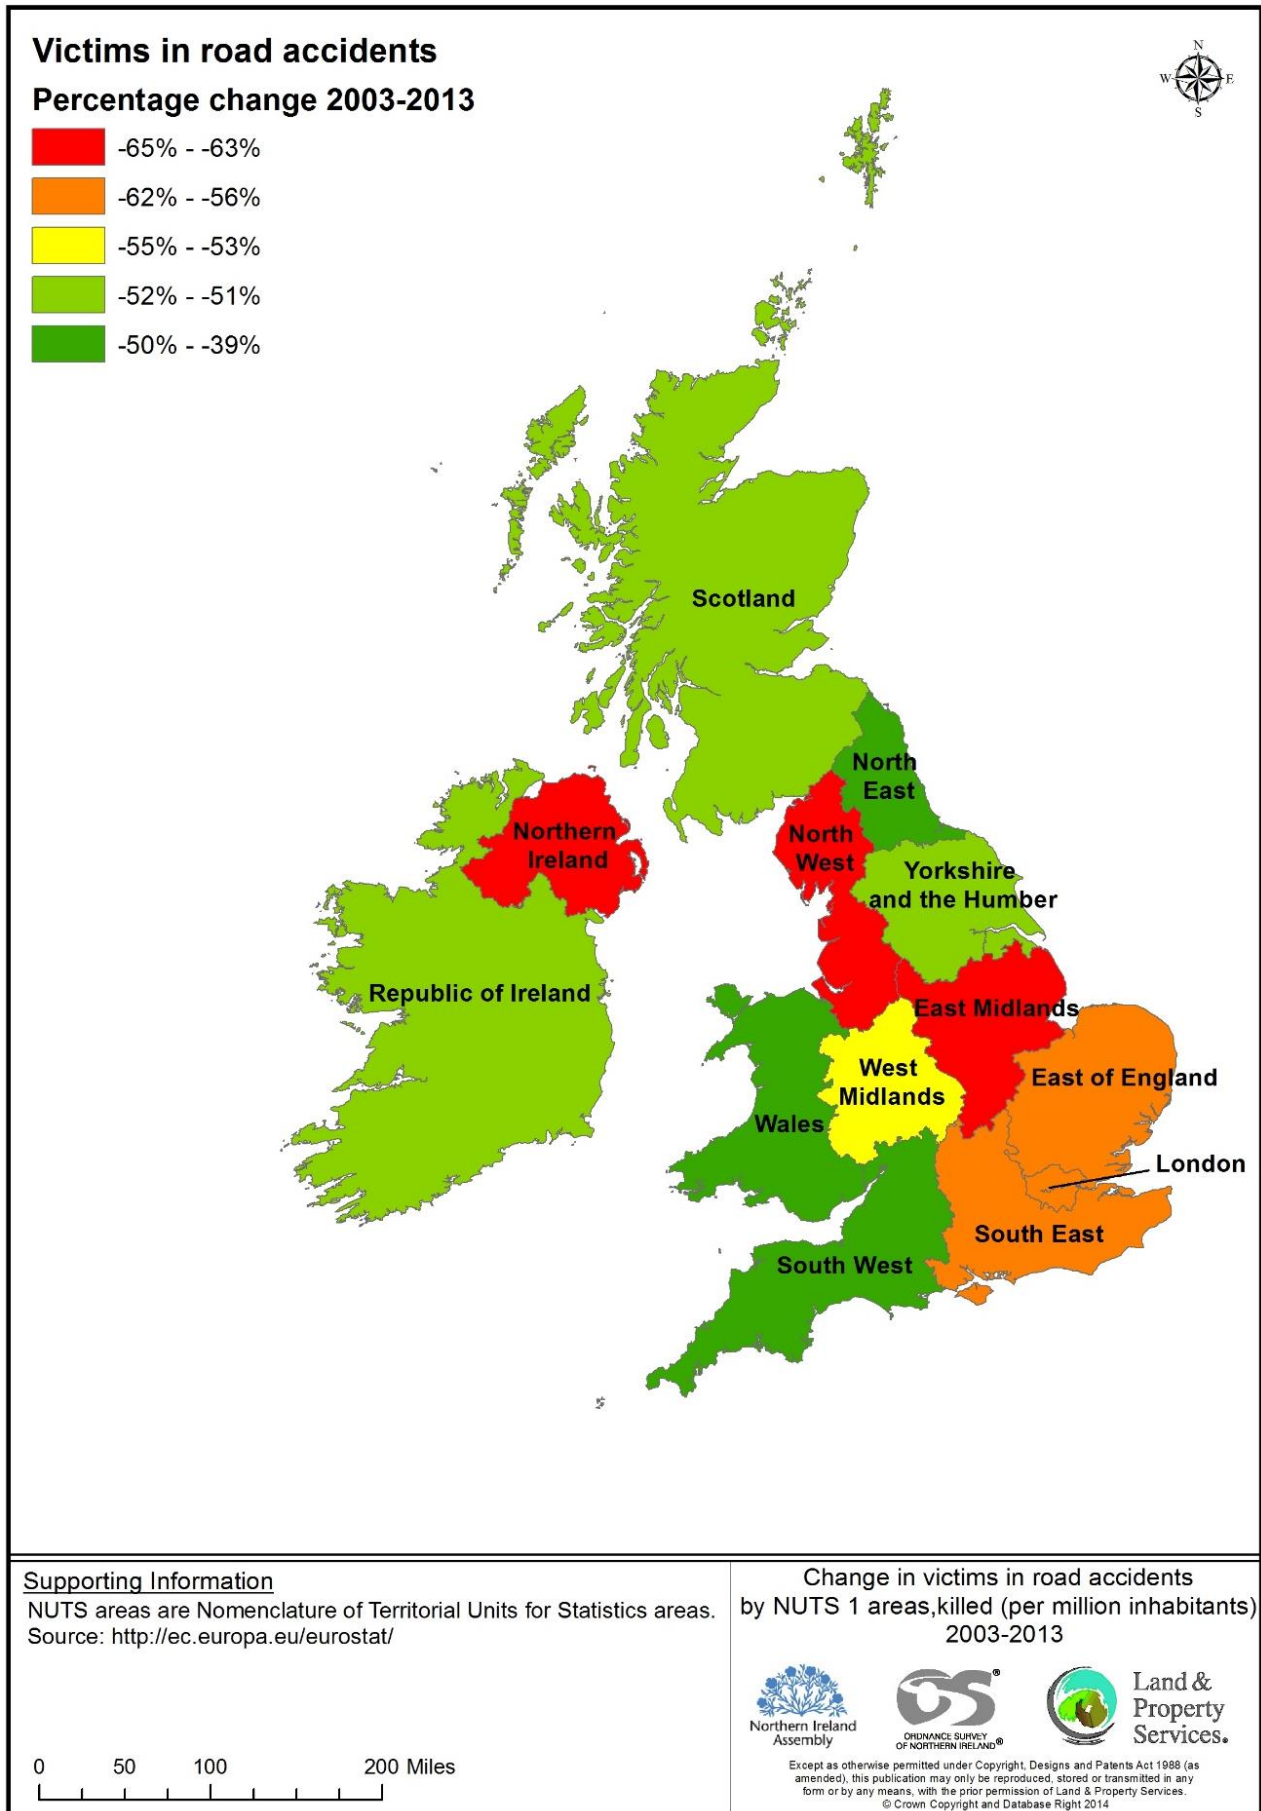 Victims in road accidents
Percentage change 2003-2013
-65% - -63%
-62% - -56%
-55% - -53%
-52% - -51%
-50% - -39%
N
W
E
S
Scotland
North
East
North
West
Northern
Ireland
Yorkshire
and the Humber
Republic of Ireland
East Midlands
West
Midlands
East of England
Wales
London
South East
South West
Supporting Information
NUTS areas are Nomenclature of Territorial Units for Statistics areas.
Source: http://ec.europa.eu/eurostat/
0 50 100 200 Miles
Change in victims in road accidents
by NUTS 1 areas,killed (per million inhabitants)
2003-2013
Northern Ireland
Assembly
OS®
ORDNANCE SURVEY
OF NORTHERN IRELAND®
Land &
Property
Services.
Except as otherwise permitted under Copyright, Designs and Patents Act 1988 (as
amended), this publication may only be reproduced, stored or transmitted in any
form or by any means, with the prior permission of Land & Property Services.
© Crown Copyright and Database Right 2014